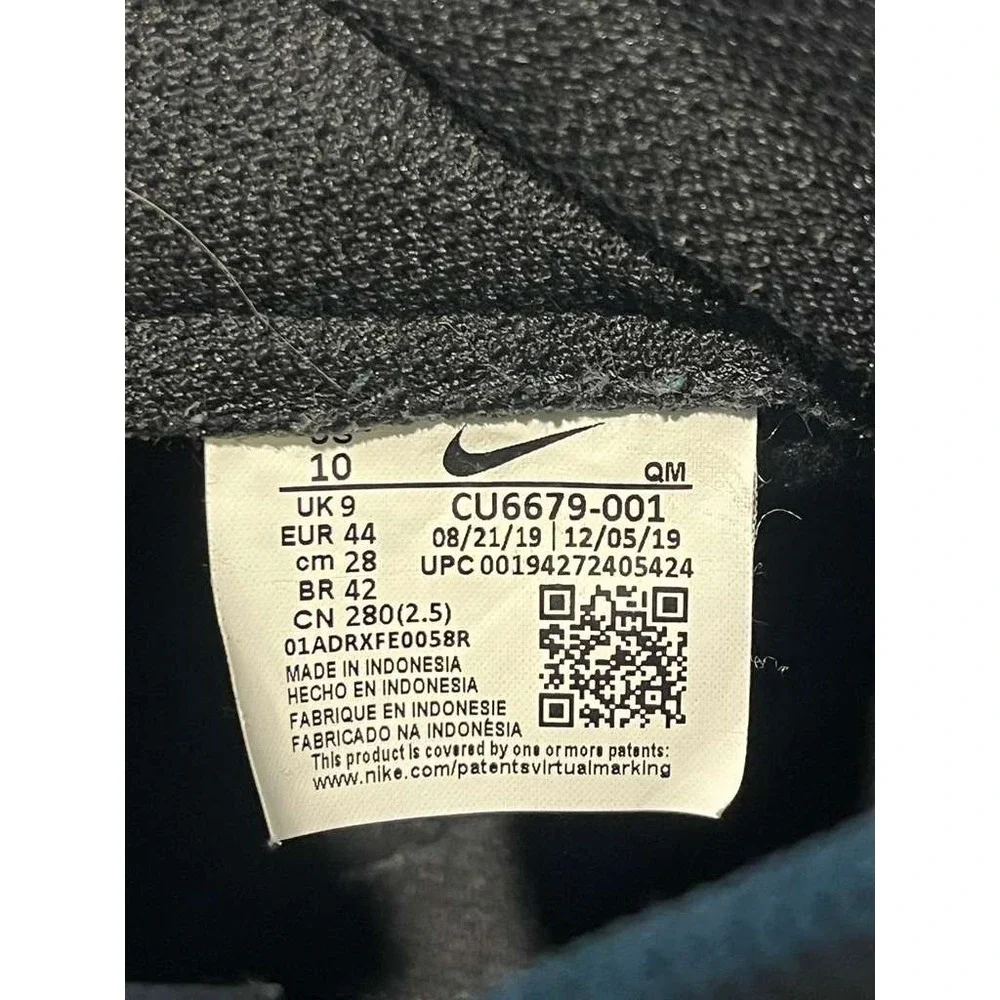 10 QM
UK 9 CU6679-001
EUR 44 08/21/19 | 12/05/19
cm 28 UPC 00194272405424
BR 42
CN 280(2.5)
01ADRXFE0058R
MADE IN INDONESIA
HECHO EN INDONESIA
FABRIQUE EN INDONESIE
FABRICADO NA INDONÉSIA
This product is covered by one or more patents:
www.nike.com/patentsvirtualmarking